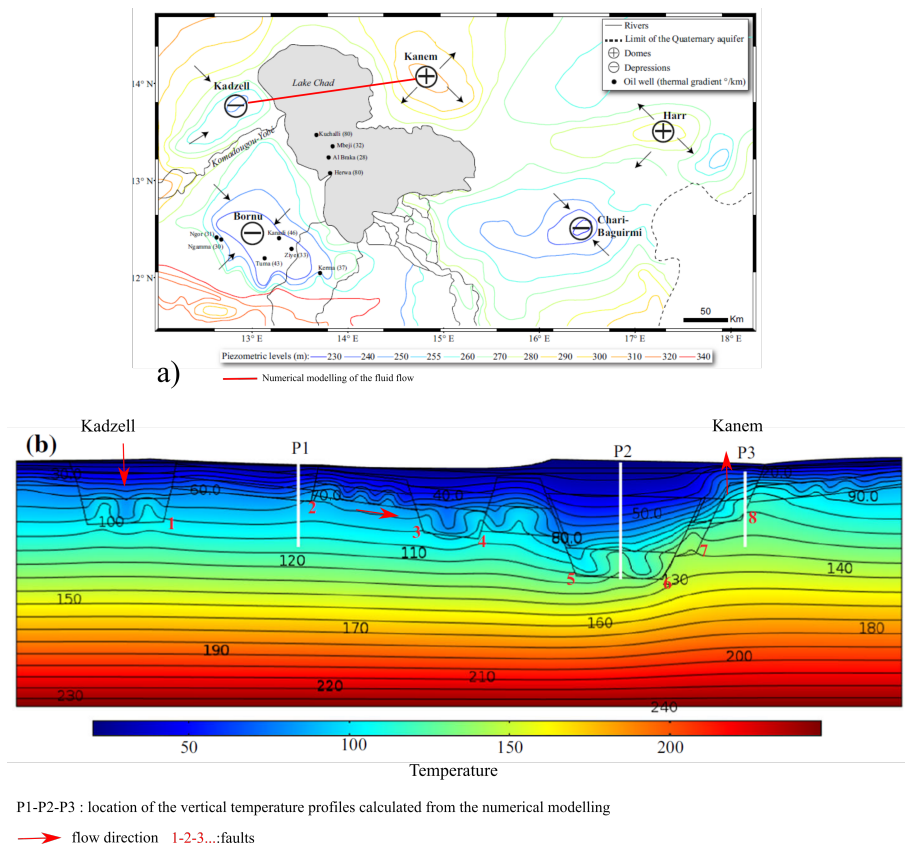 Rivers
Limit of the Quaternary aquifer
Domes
Depressions
Oil well (thermal gradient °/km)
Kanem
Lake Chad
14° N
Kadzell
Harr
Komodougou-Yobe
Kuchalli (80)
Mbeji (32)
Al-Braka (28)
Herwa (80)
13° N
Bornu
Chari-
Baguirmi
Ngor (31)
Ngamma (30)
Kanadi (46)
Ziye (33)
Tuma (43)
Kerma (37)
12° N
50
Km
13° E
14° E
15° E
16° E
17° E
18° E
a)
Piezometric levels (m): 230 240 250 255 260 270 280 290 300 310 320 340
Numerical modelling of the fluid flow
Kadzell
Kanem
(b)
P1
P2
P3
60.0
70.0
40.0
50.0
90.0
100
1
2
3
4
5
6
7
8
80.0
120
110
130
140
150
170
160
180
190
200
210
220
230
240
50
100
150
200
Temperature
P1-P2-P3 : location of the vertical temperature profiles calculated from the numerical modelling
flow direction 1-2-3...:faults